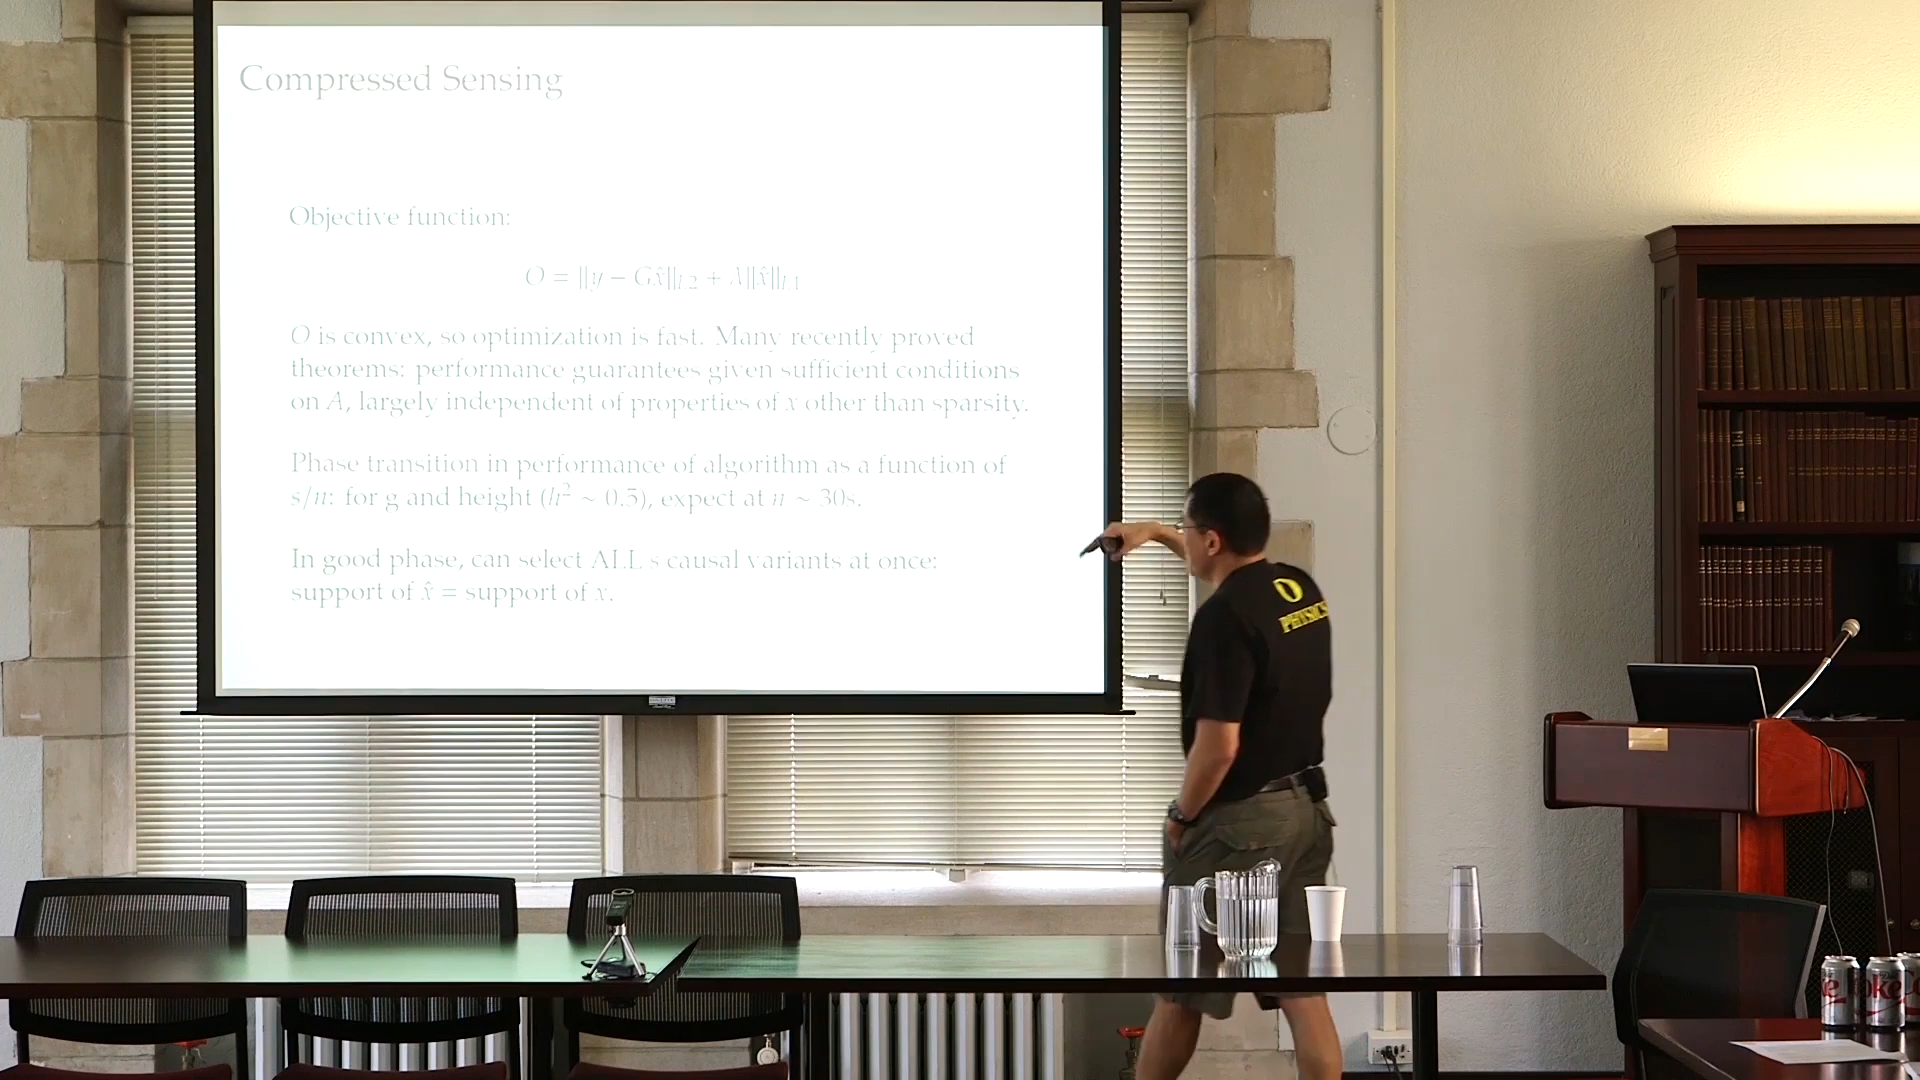 Compressed Sensing
Objective function:
O = ||y − Gx̂||_{l2} + λ||x̂||_{l1}
O is convex, so optimization is fast. Many recently proved
theorems: performance guarantees given sufficient conditions
on A, largely independent of properties of x other than sparsity.
Phase transition in performance of algorithm as a function of
s/n: for g and height (h² ~ 0.5), expect at n ~ 30s.
In good phase, can select ALL s causal variants at once:
support of x̂ = support of x.
O
PHYSICS
Coke